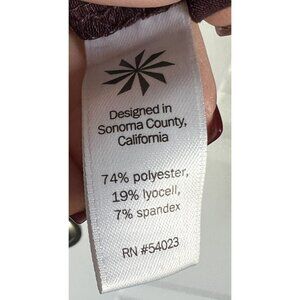 Designed in
Sonoma County,
California
74% polyester,
19% lyocell,
7% spandex
RN #54023